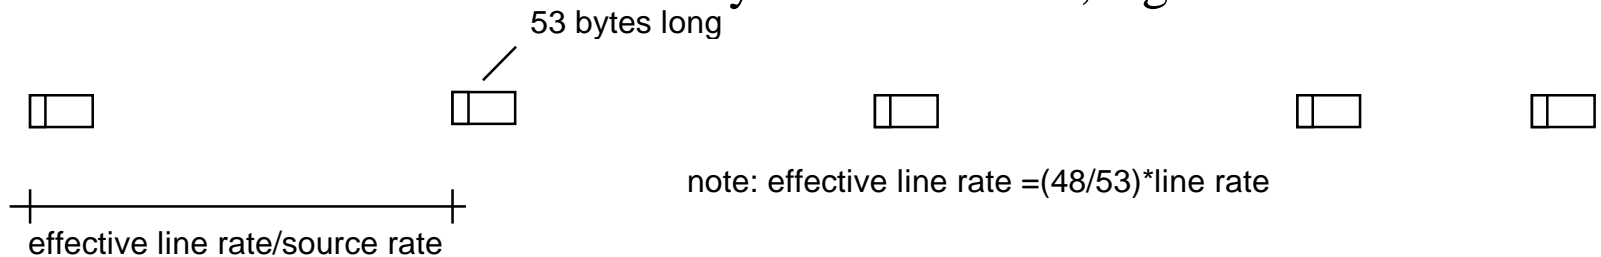 53 bytes long
note: effective line rate =(48/53)*line rate
effective line rate/source rate